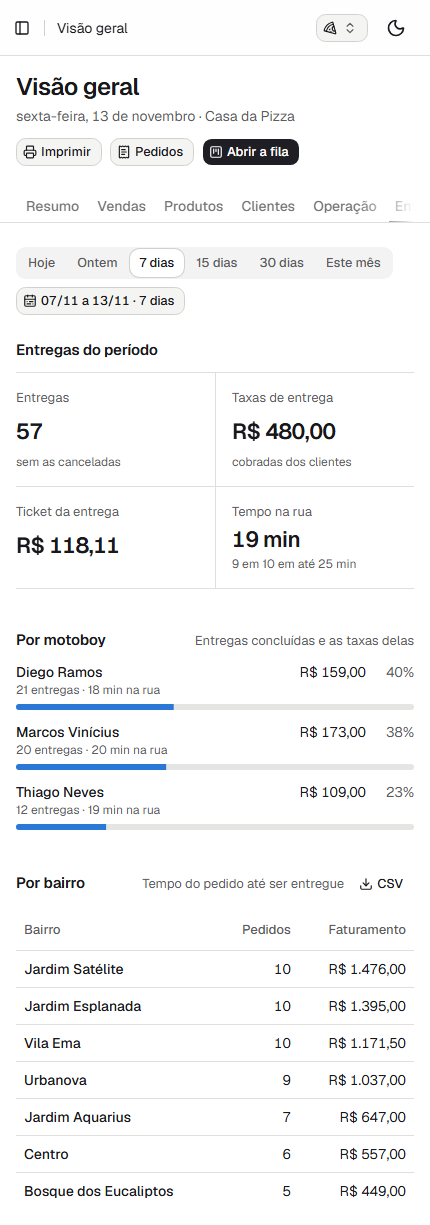 Visão geral
Visão geral
sexta-feira, 13 de novembro · Casa da Pizza
Imprimir
Pedidos
Abrir a fila
Resumo
Vendas
Produtos
Clientes
Operação
Hoje
Ontem
7 dias
15 dias
30 dias
Este mês
07/11 a 13/11 · 7 dias
Entregas do período
Entregas
57
sem as canceladas
Taxas de entrega
R$ 480,00
cobradas dos clientes
Ticket da entrega
R$ 118,11
Tempo na rua
19 min
9 em 10 em até 25 min
Por motoboy
Entregas concluídas e as taxas delas
Diego Ramos
R$ 159,00
40%
21 entregas · 18 min na rua
Marcos Vinícius
R$ 173,00
38%
20 entregas · 20 min na rua
Thiago Neves
R$ 109,00
23%
12 entregas · 19 min na rua
Por bairro
Tempo do pedido até ser entregue
CSV
Bairro
Pedidos
Faturamento
Jardim Satélite
10
R$ 1.476,00
Jardim Esplanada
10
R$ 1.395,00
Vila Ema
10
R$ 1.171,50
Urbanova
9
R$ 1.037,00
Jardim Aquarius
7
R$ 647,00
Centro
6
R$ 557,00
Bosque dos Eucaliptos
5
R$ 449,00